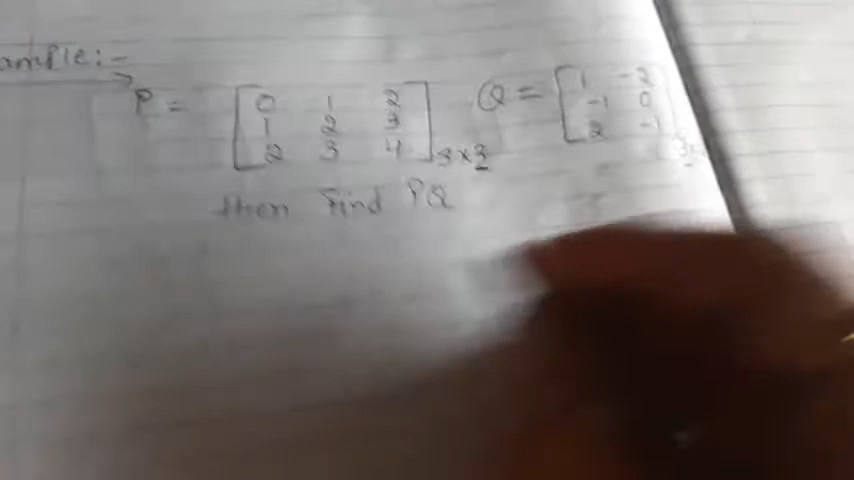 ample:-
P = [ 0 1 2 Q = [ 1 -2
1 2 3 -1 0
2 3 4 ]3×3 2 -1 ]3×
then find PQ